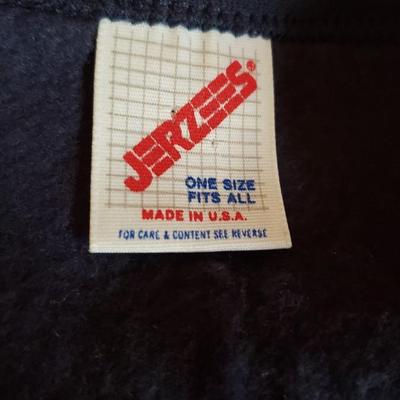 JERZEES®
ONE SIZE
FITS ALL
MADE IN U.S.A.
FOR CARE & CONTENT SEE REVERSE